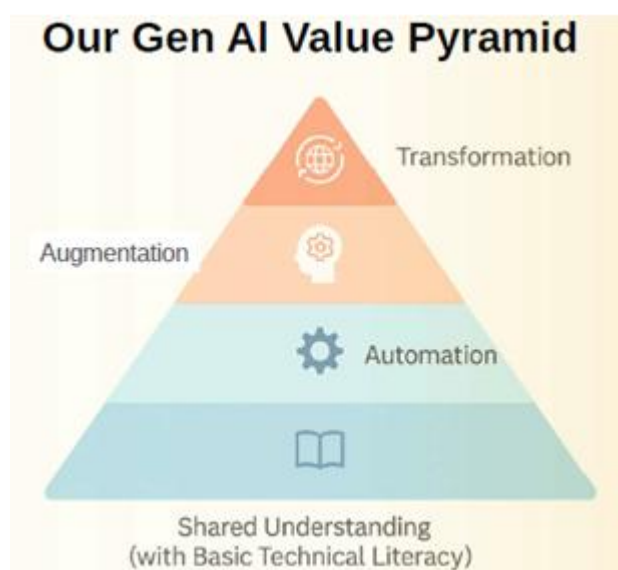 Our Gen AI Value Pyramid
Transformation
Augmentation
Automation
Shared Understanding
(with Basic Technical Literacy)